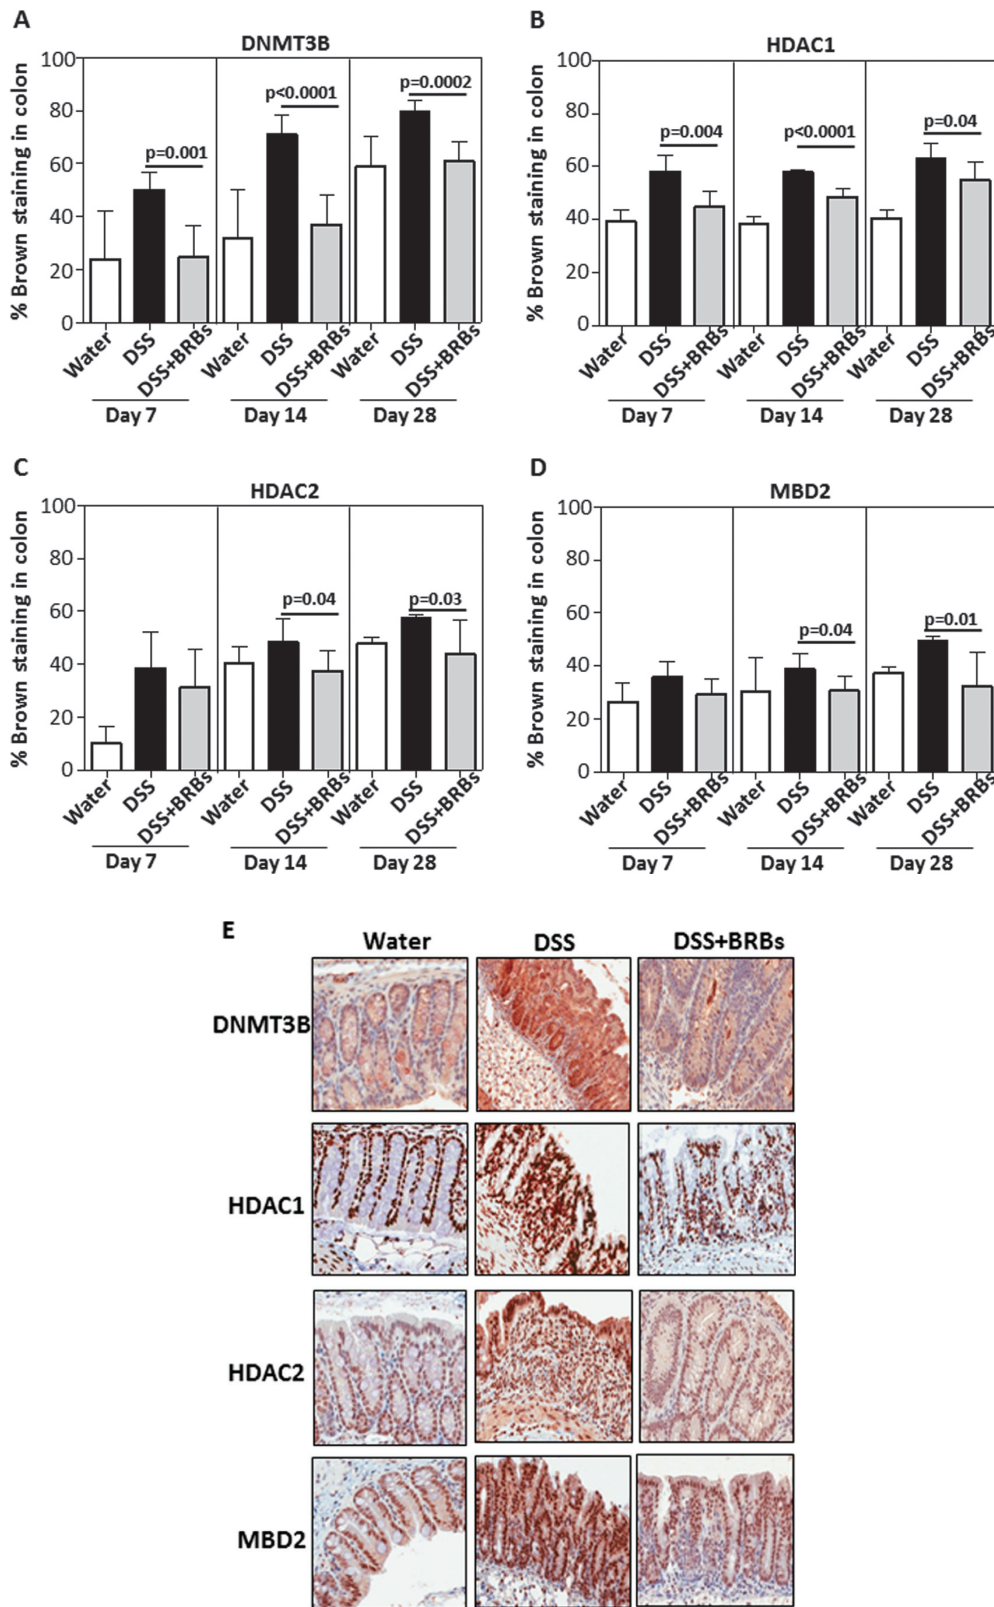 A
DNMT3B
% Brown staining in colon
100
80
60
40
20
0
p=0.001
p<0.0001
p=0.0002
Water
DSS
DSS+BRBs
Water
DSS
DSS+BRBs
Water
DSS
DSS+BRBs
Day 7
Day 14
Day 28
B
HDAC1
% Brown staining in colon
100
80
60
40
20
0
p=0.004
p<0.0001
p=0.04
Water
DSS
DSS+BRBs
Water
DSS
DSS+BRBs
Water
DSS
DSS+BRBs
Day 7
Day 14
Day 28
C
HDAC2
% Brown staining in colon
100
80
60
40
20
0
p=0.04
p=0.03
Water
DSS
DSS+BRBs
Water
DSS
DSS+BRBs
Water
DSS
DSS+BRBs
Day 7
Day 14
Day 28
D
MBD2
% Brown staining in colon
100
80
60
40
20
0
p=0.04
p=0.01
Water
DSS
DSS+BRBs
Water
DSS
DSS+BRBs
Water
DSS
DSS+BRBs
Day 7
Day 14
Day 28
E
Water DSS DSS+BRBs
DNMT3B
HDAC1
HDAC2
MBD2